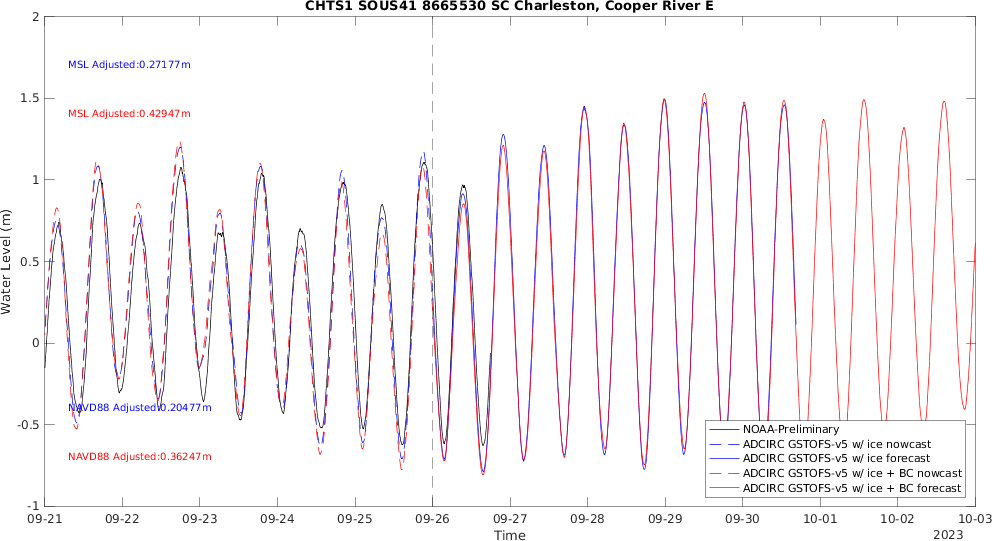 CHTS1 SOUS41 8665530 SC Charleston, Cooper River E
2
1.5
1
0.5
0
-0.5
-1
Water Level (m)
MSL Adjusted:0.27177m
MSL Adjusted:0.42947m
NAVD88 Adjusted:0.20477m
NAVD88 Adjusted:0.36247m
NOAA-Preliminary
ADCIRC GSTOFS-v5 w/ ice nowcast
ADCIRC GSTOFS-v5 w/ ice forecast
ADCIRC GSTOFS-v5 w/ ice + BC nowcast
ADCIRC GSTOFS-v5 w/ ice + BC forecast
09-21 09-22 09-23 09-24 09-25 09-26 09-27 09-28 09-29 09-30 10-01 10-02 10-03
Time
2023